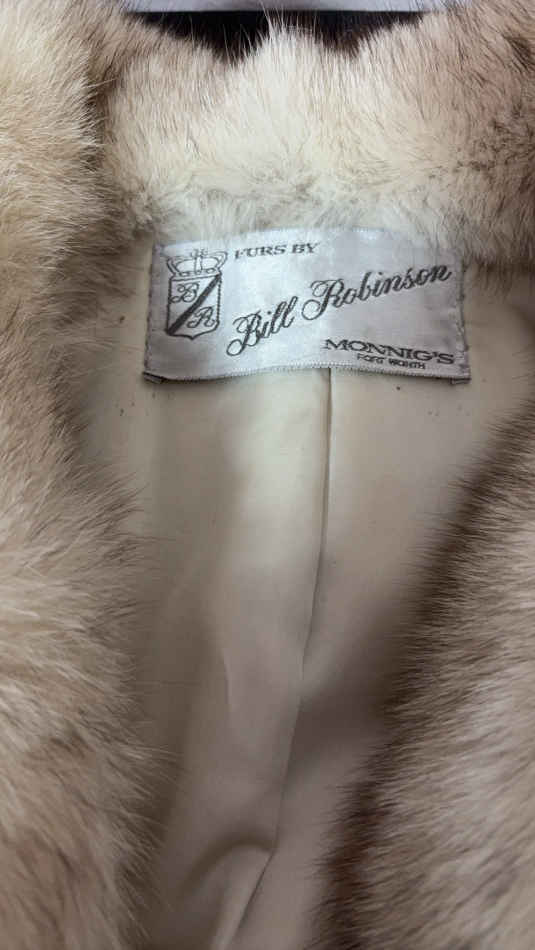 FURS BY
BR
Bill Robinson
MONNIG'S
FORT WORTH